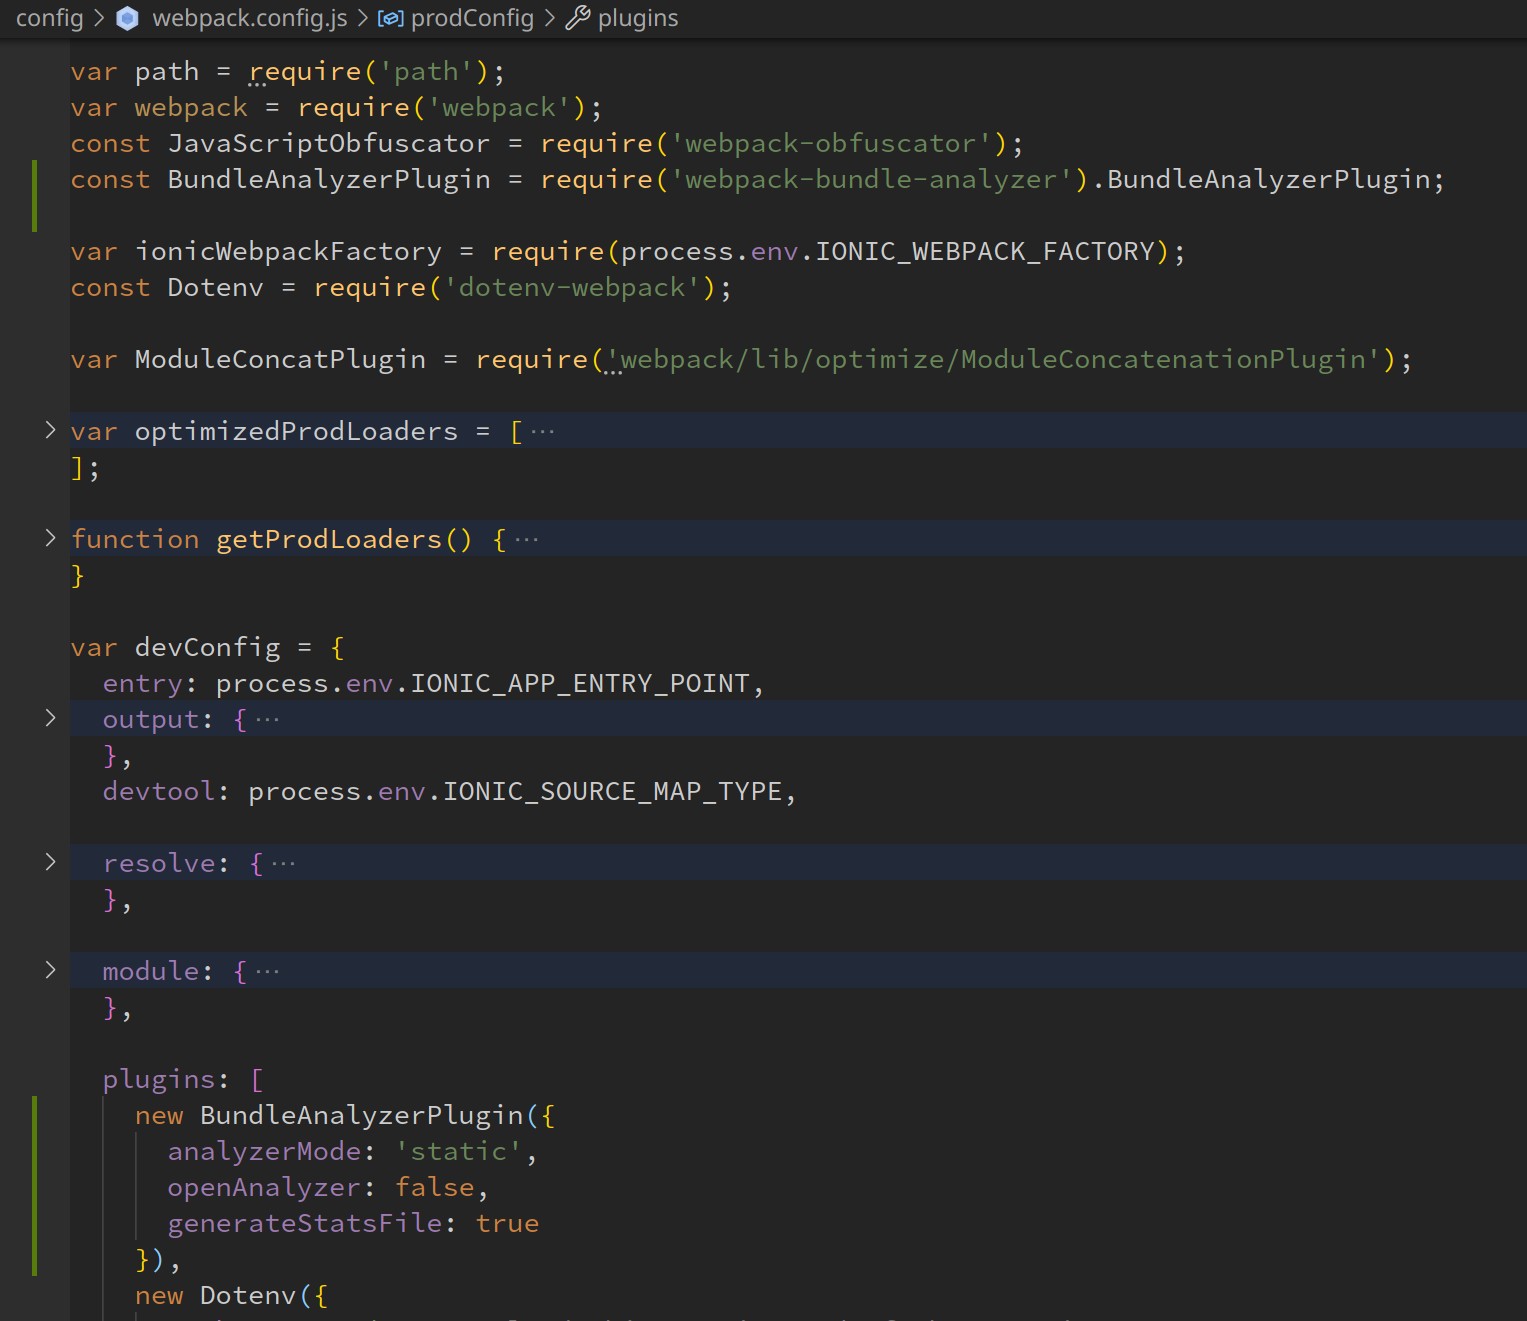 config > webpack.config.js > prodConfig > plugins
var path = require('path');
var webpack = require('webpack');
const JavaScriptObfuscator = require('webpack-obfuscator');
const BundleAnalyzerPlugin = require('webpack-bundle-analyzer').BundleAnalyzerPlugin;
var ionicWebpackFactory = require(process.env.IONIC_WEBPACK_FACTORY);
const Dotenv = require('dotenv-webpack');
var ModuleConcatPlugin = require('webpack/lib/optimize/ModuleConcatenationPlugin');
var optimizedProdLoaders = [ ···
];
function getProdLoaders() { ···
}
var devConfig = {
  entry: process.env.IONIC_APP_ENTRY_POINT,
  output: { ···
  },
  devtool: process.env.IONIC_SOURCE_MAP_TYPE,
  resolve: { ···
  },
  module: { ···
  },
  plugins: [
    new BundleAnalyzerPlugin({
      analyzerMode: 'static',
      openAnalyzer: false,
      generateStatsFile: true
    }),
    new Dotenv({